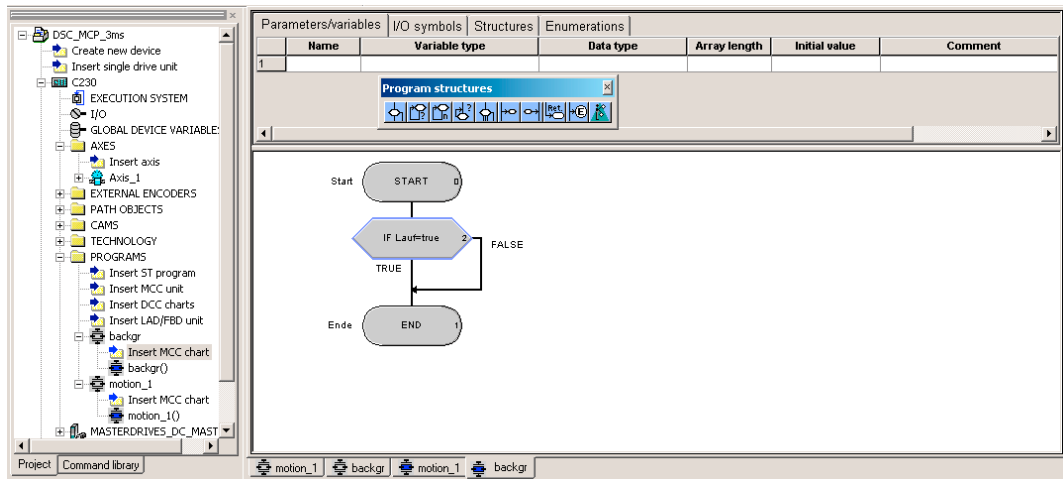 DSC_MCP_3ms
Create new device
Insert single drive unit
C230
EXECUTION SYSTEM
I/O
GLOBAL DEVICE VARIABLE
AXES
Insert axis
Axis_1
EXTERNAL ENCODERS
PATH OBJECTS
CAMS
TECHNOLOGY
PROGRAMS
Insert ST program
Insert MCC unit
Insert DCC charts
Insert LAD/FBD unit
backgr
Insert MCC chart
backgr()
motion_1
Insert MCC chart
motion_1()
MASTERDRIVES_DC_MAST
Project Command library
Parameters/variables I/O symbols Structures Enumerations
Name Variable type Data type Array length Initial value Comment
1
Program structures
Ret.
E
Start START 0
IF Lauf=true 2
FALSE
TRUE
Ende END 1
motion_1 backgr motion_1 backgr